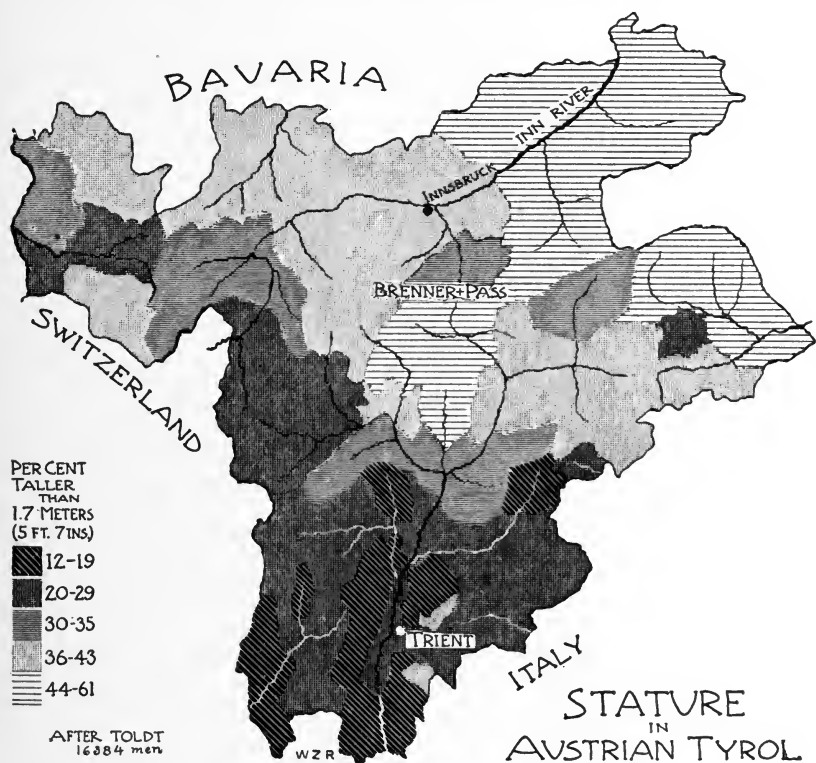 BAVARIA
INN RIVER
INNSBRUCK
BRENNER PASS
SWITZERLAND
PER CENT
TALLER
THAN
1.7 METERS
(5 FT. 7 INS.)
12-19
20-29
30-35
36-43
44-61
TRIENT
ITALY
AFTER TOLDT
16384 men
WZR
STATURE
IN
AUSTRIAN TYROL